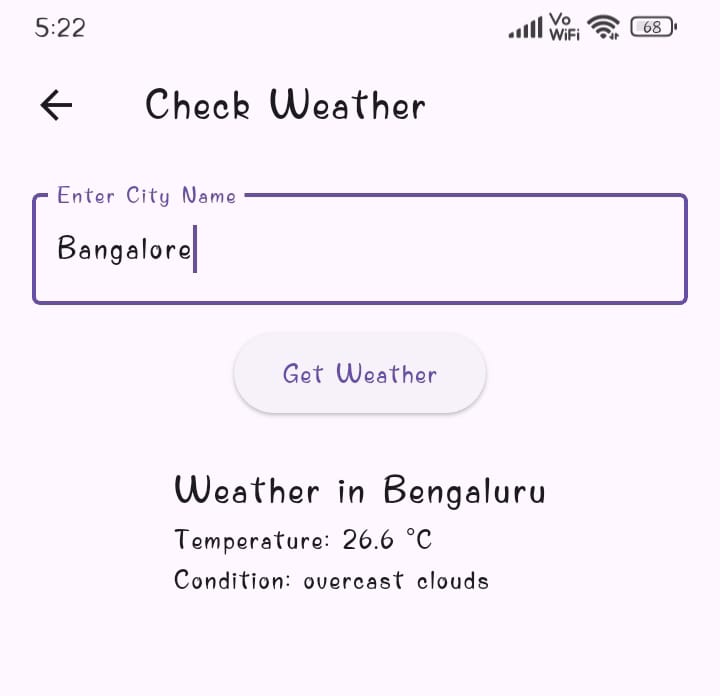 5:22 Vo WiFi 68
Check Weather
Enter City Name
Bangalore
Get Weather
Weather in Bengaluru
Temperature: 26.6 °C
Condition: overcast clouds